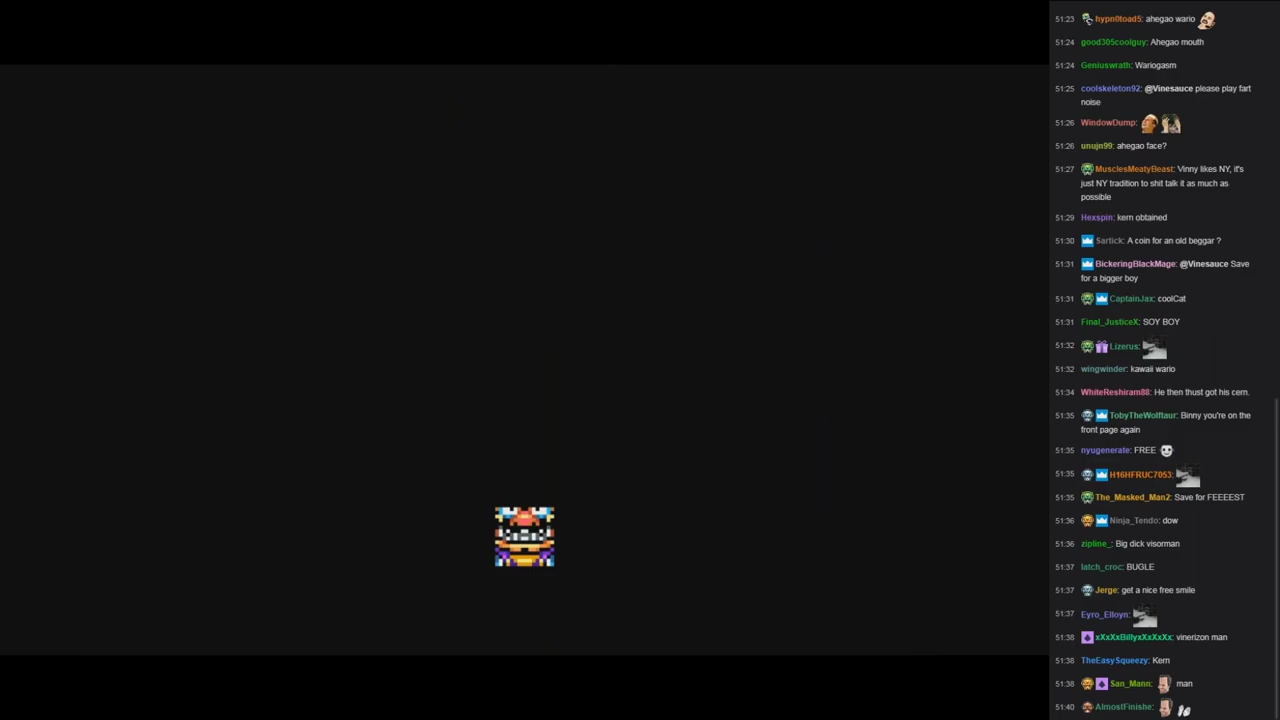 51:23 hypn0toad5: ahegao wario
51:24 good305coolguy: Ahegao mouth
51:24 Geniuswrath: Wariogasm
51:25 coolskeleton92: @Vinesauce please play fart
noise
51:26 WindowDump:
51:26 unujn99: ahegao face?
51:27 MusclesMeatyBeast: Vinny likes NY, it's
just NY tradition to shit talk it as much as
possible
51:29 Hexspin: kern obtained
51:30 Sartick: A coin for an old beggar ?
51:31 BickeringBlackMage: @Vinesauce Save
for a bigger boy
51:31 CaptainJax: coolCat
51:31 Final_JusticeX: SOY BOY
51:32 Lizerus:
51:32 wingwinder: kawaii wario
51:34 WhiteReshiram88: He then thust got his cern.
51:35 TobyTheWolftaur: Binny you're on the
front page again
51:35 nyugenerate: FREE
51:35 H16HFRUC7053:
51:35 The_Masked_Man2: Save for FEEEEST
51:36 Ninja_Tendo: dow
51:36 zipline_: Big dick visorman
51:37 latch_croc: BUGLE
51:37 Jerge: get a nice free smile
51:37 Eyro_Elloyn:
51:38 xXxXxBillyxXxXxXx: vinerizon man
51:38 TheEasySqueezy: Kern
51:38 San_Mann: man
51:40 AlmostFinishe: